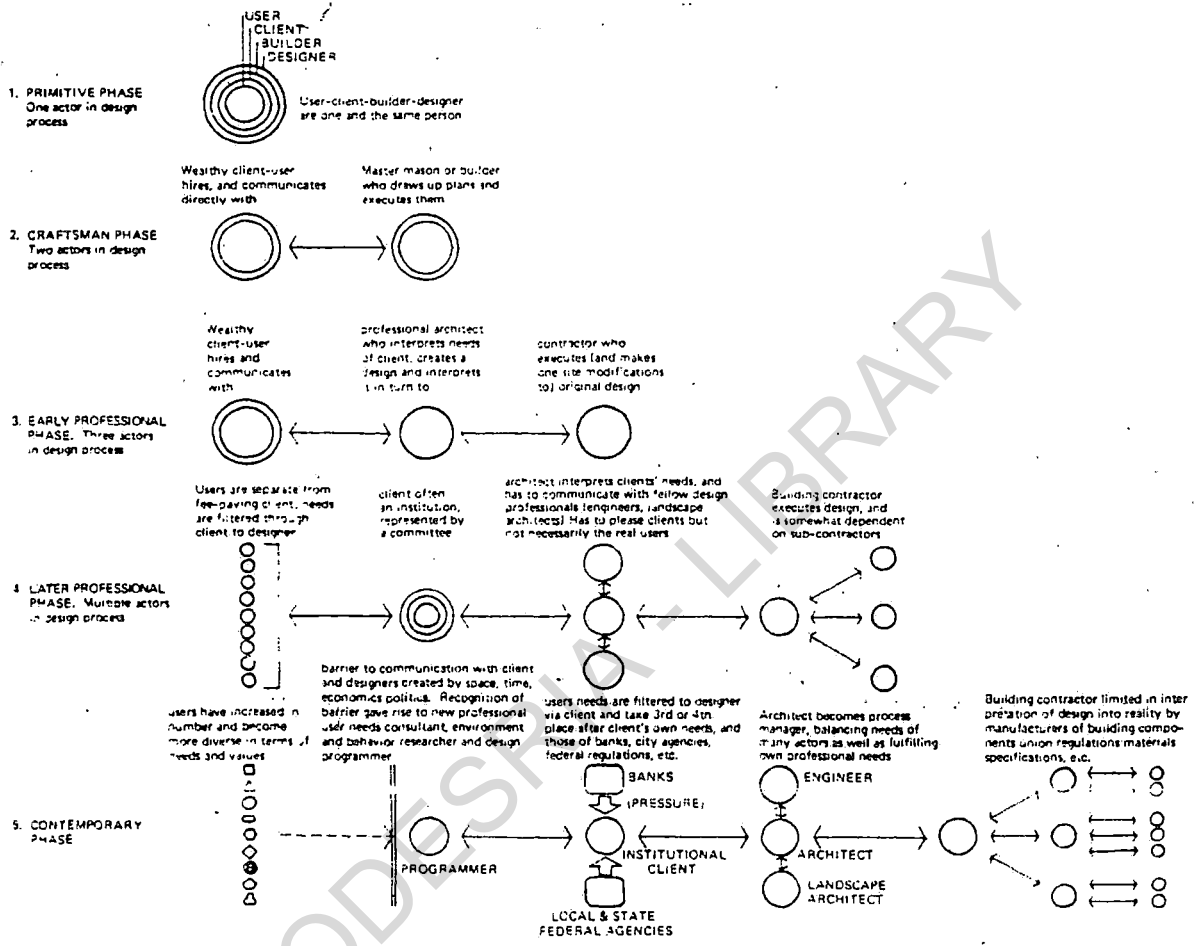 USER
CLIENT
BUILDER
DESIGNER
1. PRIMITIVE PHASE
One actor in design
process
User-client-builder-designer
are one and the same person
Wealthy client-user
hires, and communicates
directly with
Master mason or builder
who draws up plans and
executes them
2. CRAFTSMAN PHASE
Two actors in design
process
Wealthy
client-user
hires and
communicates
with
professional architect
who interprets needs
of client, creates a
design and interprets
in turn to
contractor who
executes (and makes
one site modifications
to) original design
3. EARLY PROFESSIONAL
PHASE. Three actors
in design process
Users are separate from
fee-paying client, needs
are filtered through
client to designer
client often
an institution,
represented by
a committee
architect interprets clients' needs, and
has to communicate with fellow design
professionals (engineers, landscape
architects) Has to please clients but
not necessarily the real users
Building contractor
executes design, and
is somewhat dependent
on sub-contractors
4 LATER PROFESSIONAL
PHASE. Multiple actors
in design process
users have increased in
number and become
more diverse in terms of
needs and values
barrier to communication with client
and designers created by space, time,
economics politics. Recognition of
barrier gave rise to new professional
user needs consultant, environment
and behavior researcher and design
programmer
users needs are filtered to designer
via client and take 3rd or 4th
place after client's own needs, and
those of banks, city agencies,
federal regulations, etc.
Architect becomes process
manager, balancing needs of
many actors as well as fulfilling
own professional needs
Building contractor limited in inter
pretation of design into reality by
manufacturers of building compo-
nents union regulations materials
specifications, etc.
5. CONTEMPORARY
PHASE
BANKS
(PRESSURE)
ENGINEER
PROGRAMMER
INSTITUTIONAL
CLIENT
ARCHITECT
LANDSCAPE
ARCHITECT
LOCAL & STATE
FEDERAL AGENCIES
ODESRIA - LIBRARY